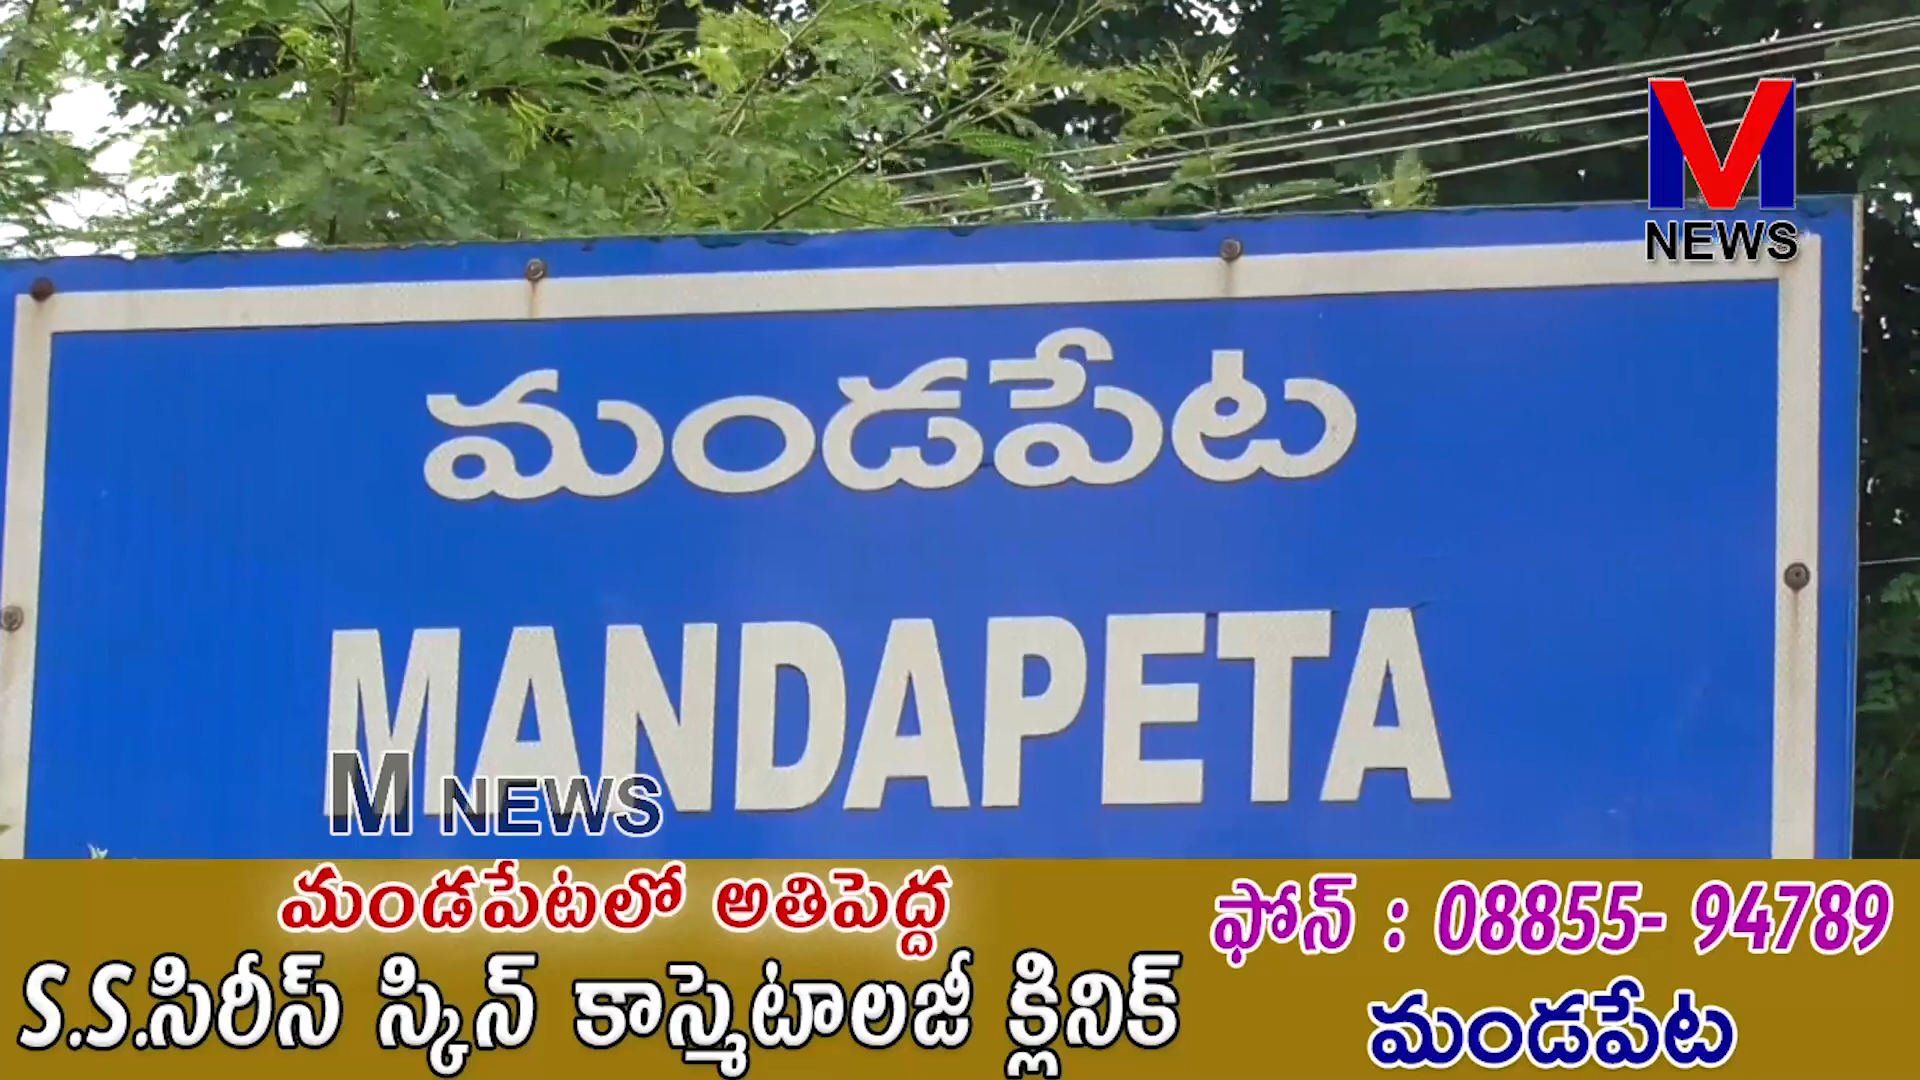 M
NEWS
మండపేట
MANDAPETA
M NEWS
మండపేటలో అతిపెద్ద
S.S.సిరీస్ స్కిన్ కాస్మెటాలజీ క్లినిక్
ఫోన్ : 08855- 94789
మండపేట